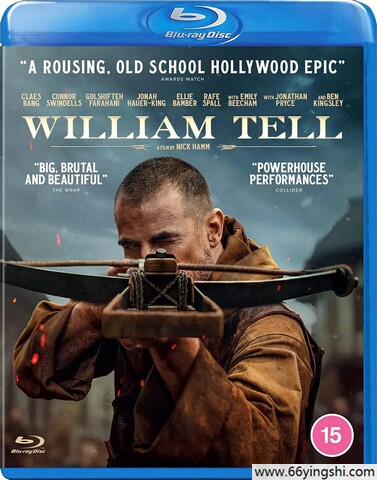 Blu-ray Disc
"A ROUSING, OLD SCHOOL HOLLYWOOD EPIC"
AWARDS WATCH
CLAES BANG CONNOR SWINDELLS GOLSHIFTEH FARAHANI JONAH HAUER-KING ELLIE BAMBER RAFE SPALL WITH EMILY BEECHAM WITH JONATHAN PRYCE AND BEN KINGSLEY
WILLIAM TELL
A FILM BY NICK HAMM
"BIG, BRUTAL
AND BEAUTIFUL"
THE WRAP
"POWERHOUSE
PERFORMANCES"
COLLIDER
Blu-ray Disc
15
www.66yingshi.com